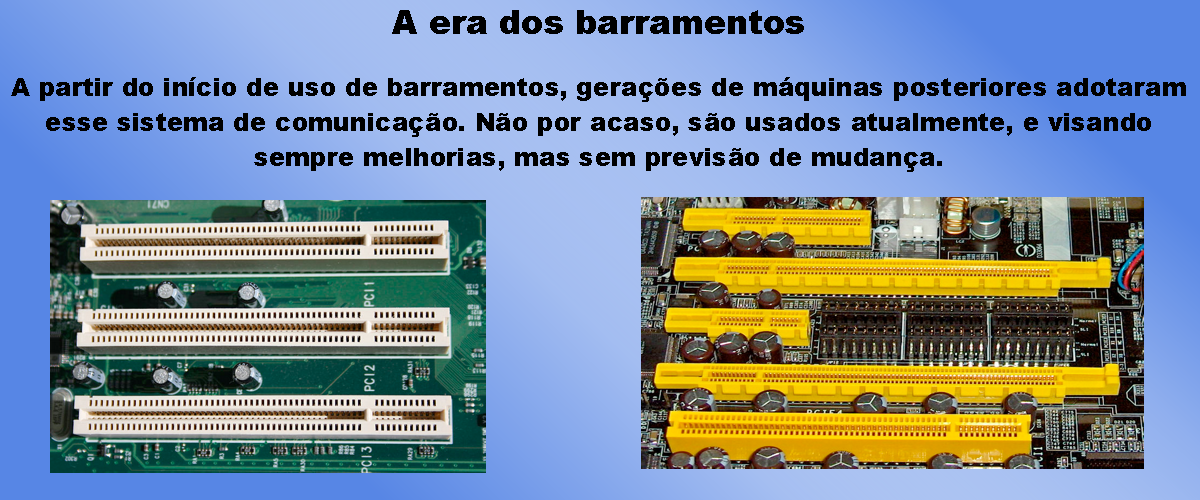 A era dos barramentos
A partir do início de uso de barramentos, gerações de máquinas posteriores adotaram
esse sistema de comunicação. Não por acaso, são usados atualmente, e visando
sempre melhorias, mas sem previsão de mudança.
PCI1
PCI2
PCI3